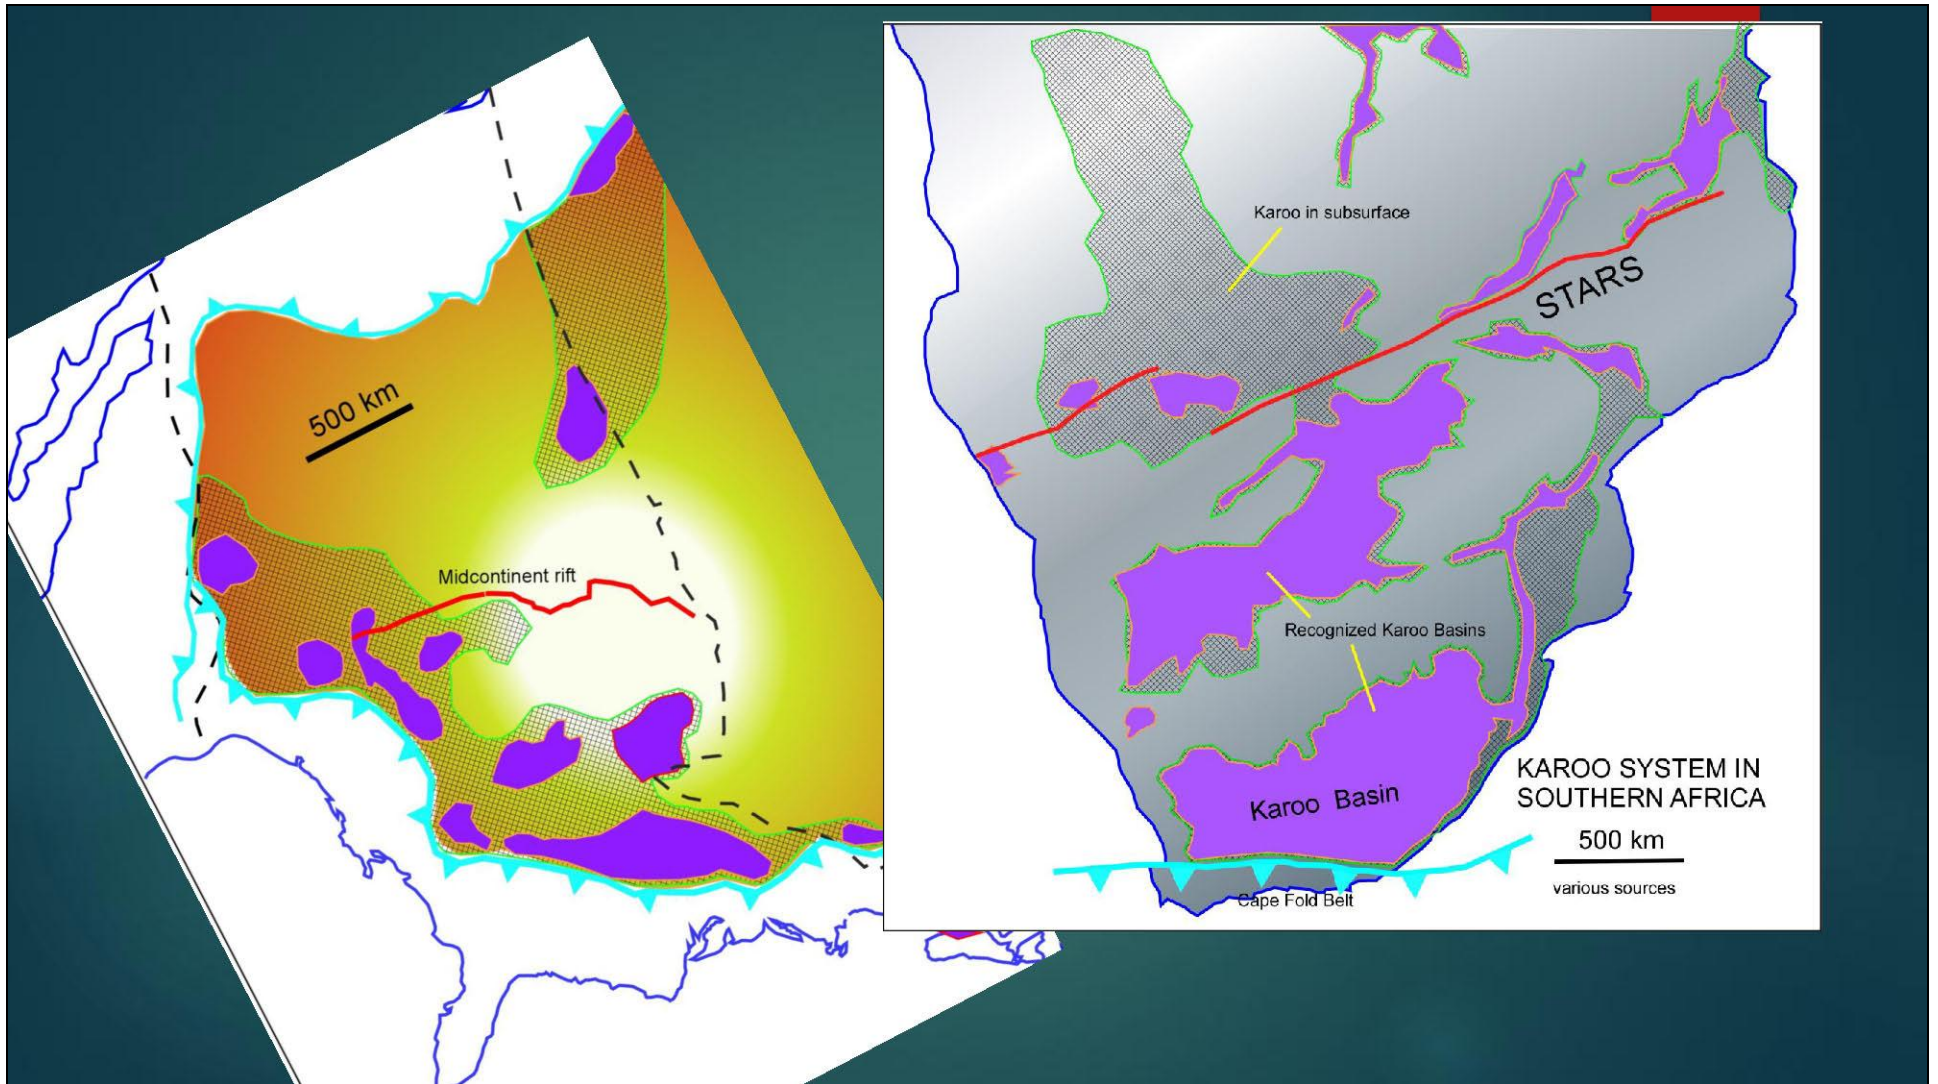 500 km
Midcontinent rift
Karoo in subsurface
STARS
Recognized Karoo Basins
Karoo Basin
KAROO SYSTEM IN
SOUTHERN AFRICA
500 km
various sources
Cape Fold Belt